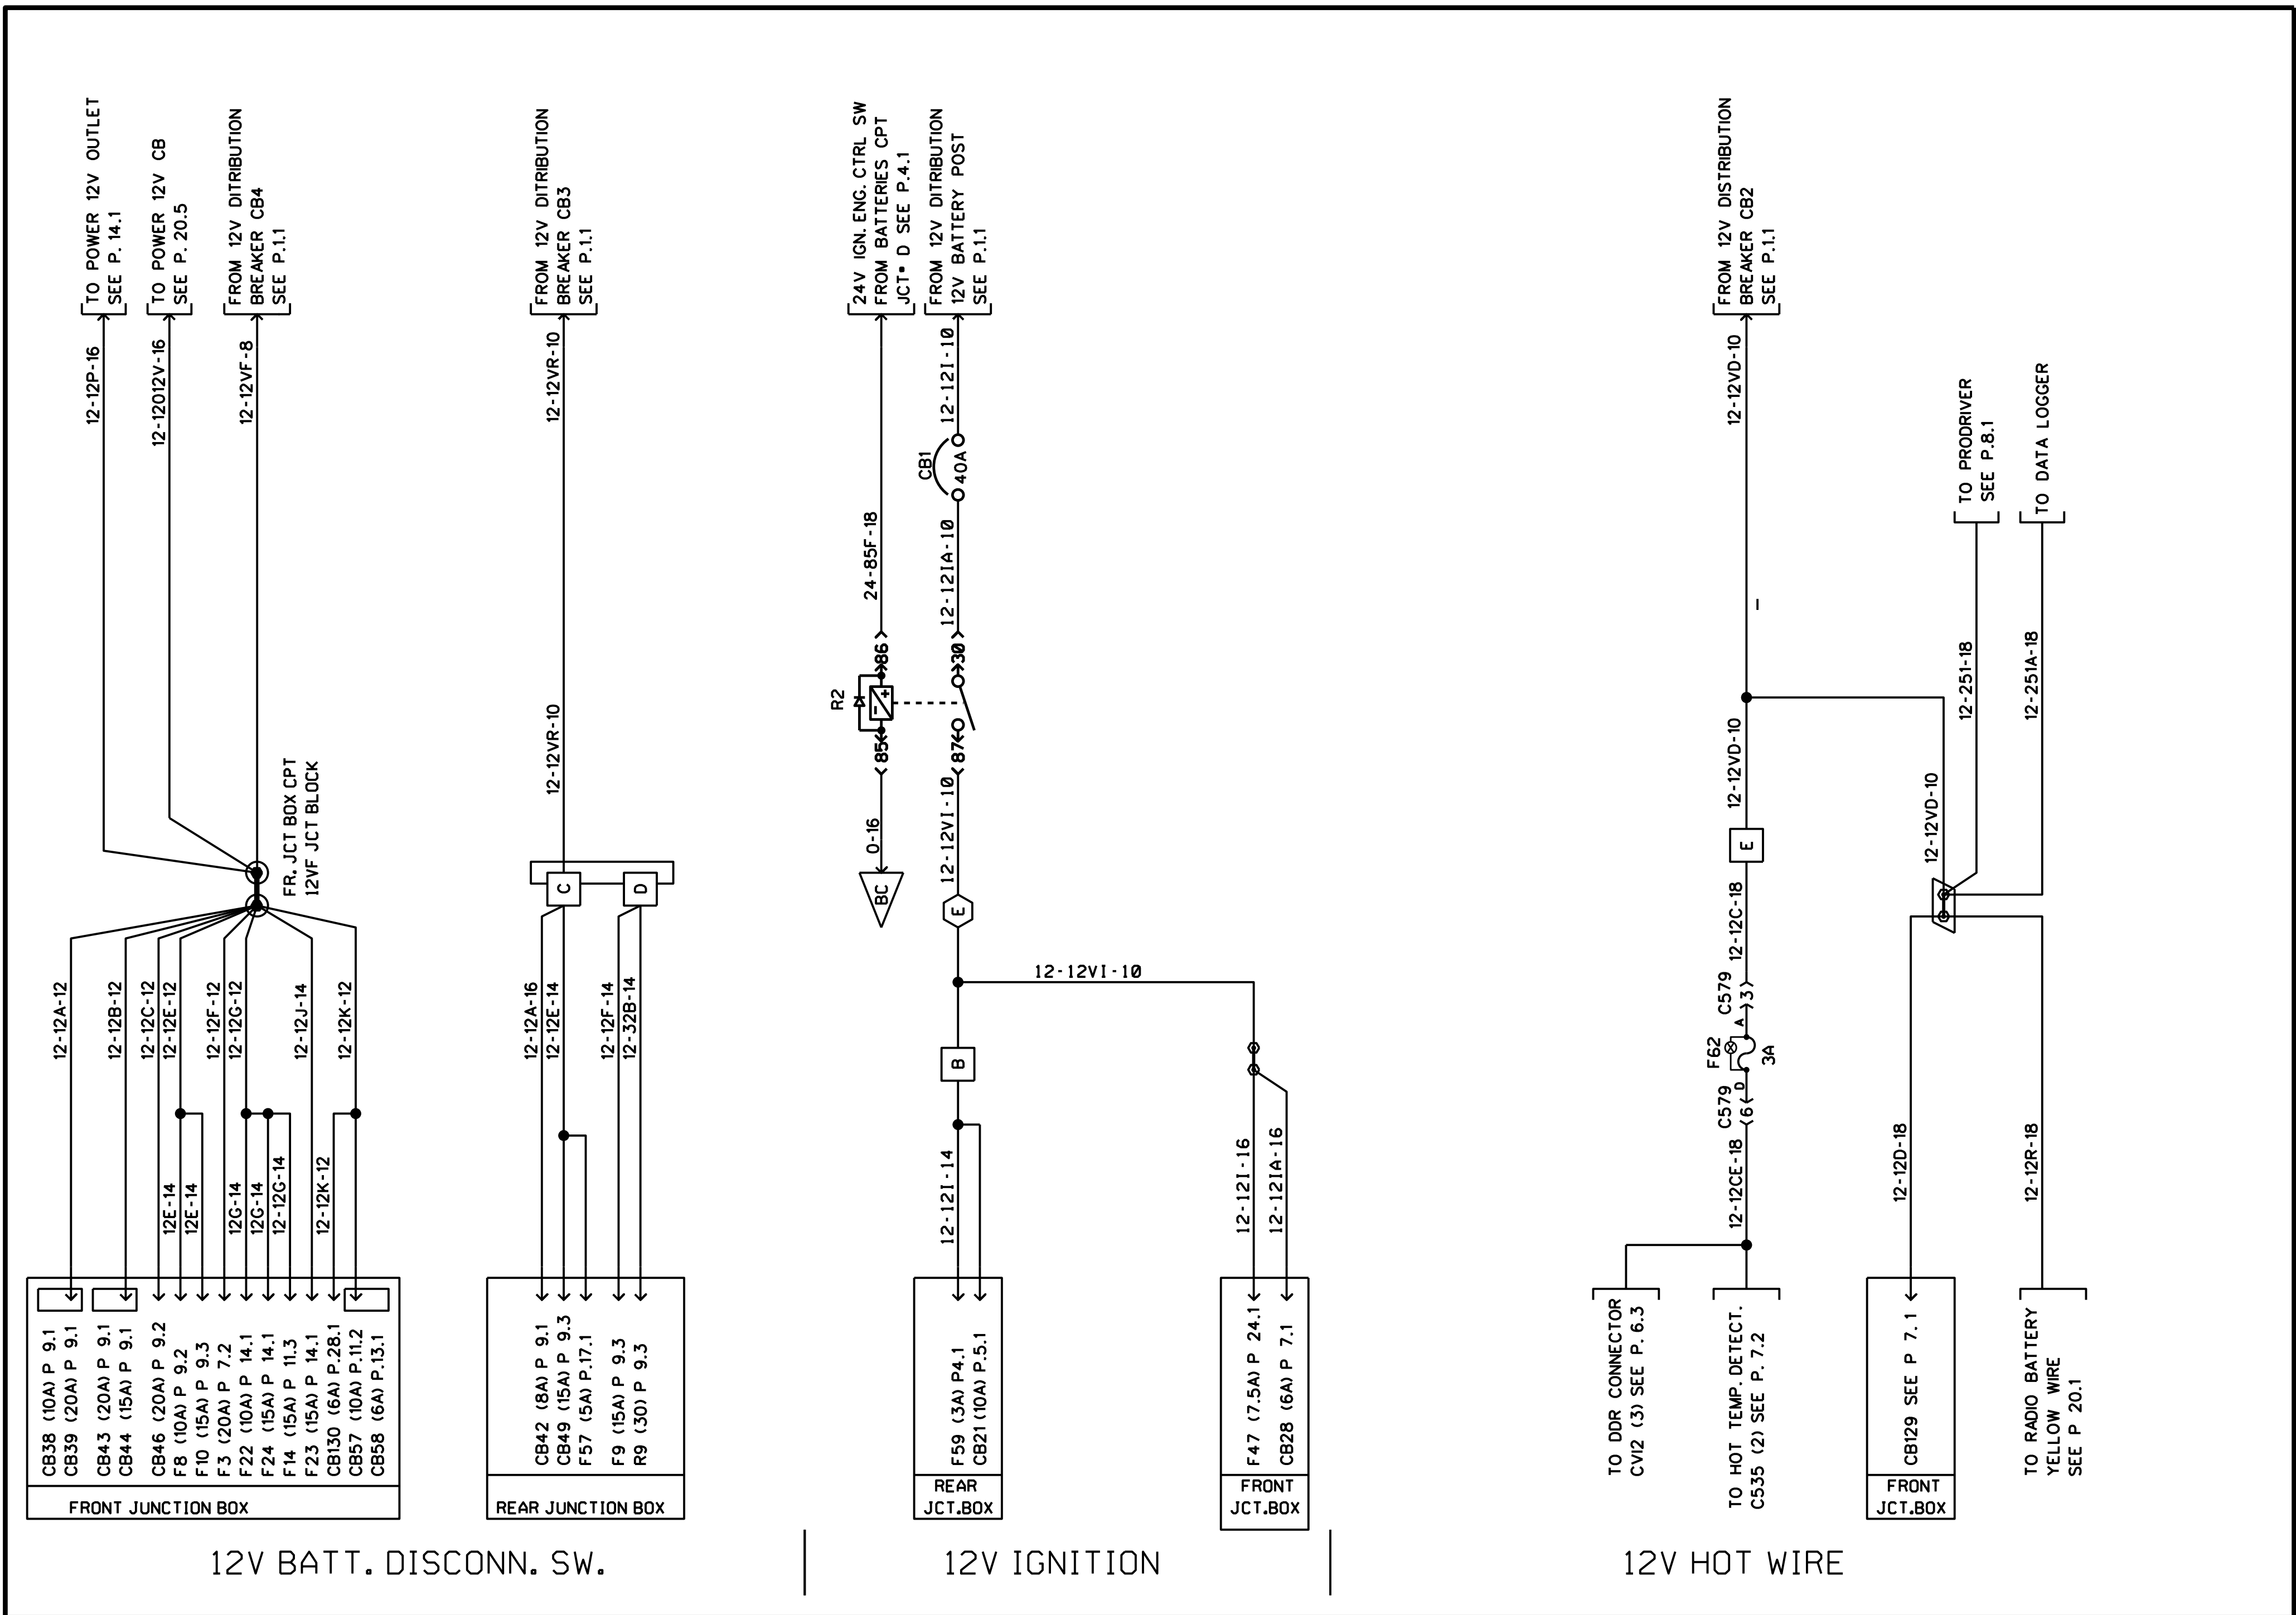 TO POWER 12V OUTLET
SEE P. 14.1
TO POWER 12V CB
SEE P. 20.5
FROM 12V DITRIBUTION
BREAKER CB4
SEE P.1.1
12-12P-16
12-12012V-16
12-12VF-8
FR. JCT BOX CPT
12VF JCT BLOCK
12-12A-12
12-12B-12
12-12C-12
12-12E-12
12-12F-12
12-12G-12
12-12J-14
12-12K-12
12E-14
12E-14
12G-14
12G-14
12-12G-14
12-12K-12
CB38 (10A) P 9.1
CB39 (20A) P 9.1
CB43 (20A) P 9.1
CB44 (15A) P 9.1
CB46 (20A) P 9.2
F8 (10A) P 9.2
F10 (15A) P 9.3
F3 (20A) P 7.2
F22 (10A) P 14.1
F24 (15A) P 14.1
F14 (15A) P 11.3
F23 (15A) P 14.1
CB130 (6A) P.28.1
CB57 (10A) P.11.2
CB58 (6A) P.13.1
FRONT JUNCTION BOX
FROM 12V DITRIBUTION
BREAKER CB3
SEE P.1.1
12-12VR-10
12-12VR-10
C
D
12-12A-16
12-12E-14
12-12F-14
12-32B-14
CB42 (8A) P 9.1
CB49 (15A) P 9.3
F57 (5A) P.17.1
F9 (15A) P 9.3
R9 (30) P 9.3
REAR JUNCTION BOX
12V BATT. DISCONN. SW.
24V IGN. ENG. CTRL SW
FROM BATTERIES CPT
JCT• D SEE P.4.1
FROM 12V DITRIBUTION
12V BATTERY POST
SEE P.1.1
12-12I-10
CB1
40A
24-85F-18
12-12IA-10
86
30
R2
+
-
85
87
0-16
12-12VI-10
BC
E
12-12VI-10
B
12-12I-14
12-12I-16
12-12IA-16
F59 (3A) P4.1
CB21 (10A) P.5.1
REAR
JCT.BOX
F47 (7.5A) P 24.1
CB28 (6A) P 7.1
FRONT
JCT.BOX
12V IGNITION
FROM 12V DISTRIBUTION
BREAKER CB2
SEE P.1.1
12-12VD-10
TO PRODRIVER
SEE P.8.1
TO DATA LOGGER
12-251-18
12-251A-18
12-12VD-10
12-12VD-10
E
12-12C-18
C579
3
A
F62
3A
D
C579
6
12-12CE-18
12-12D-18
12-12R-18
TO DDR CONNECTOR
CVI2 (3) SEE P. 6.3
TO HOT TEMP. DETECT.
C535 (2) SEE P. 7.2
CB129 SEE P 7. 1
FRONT
JCT.BOX
TO RADIO BATTERY
YELLOW WIRE
SEE P 20.1
12V HOT WIRE